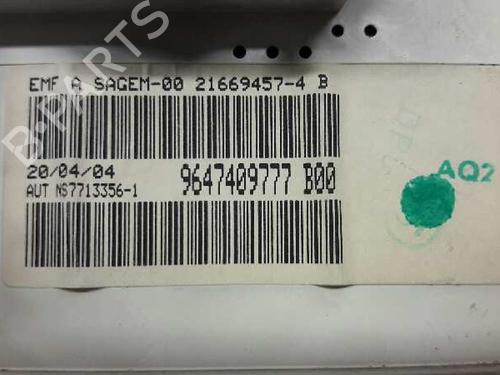 EMF A SAGEM-00 21669457-4 B
20/04/04
9647409777 B00
AUT NS7713356-1
AQ2
B-PARTS